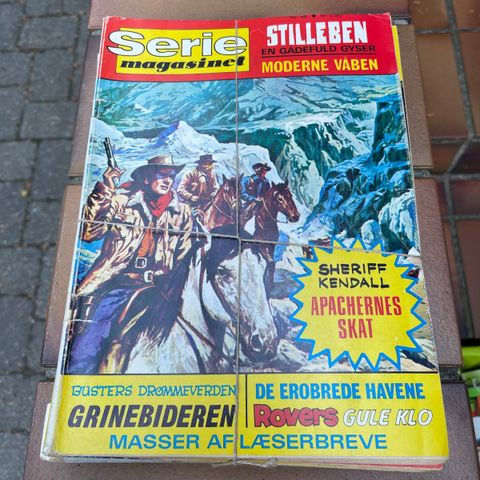 Serie
magasinet
STILLEBEN
EN GADEFULD GYSER
MODERNE VÅBEN
SHERIFF
KENDALL
APACHERNES
SKAT
BUSTERS DRØMMEVERDEN
GRINEBIDEREN
DE EROBREDE HAVENE
Rovers GULE KLO
MASSER AF LÆSERBREVE